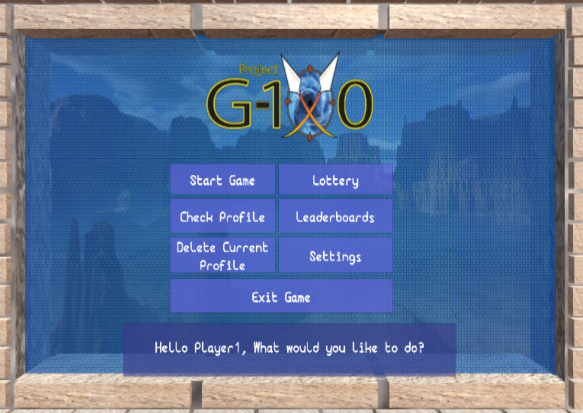 Project
G-1X0
Start Game
Lottery
Check Profile
Leaderboards
Delete Current
Profile
Settings
Exit Game
Hello Player1, What would you like to do?